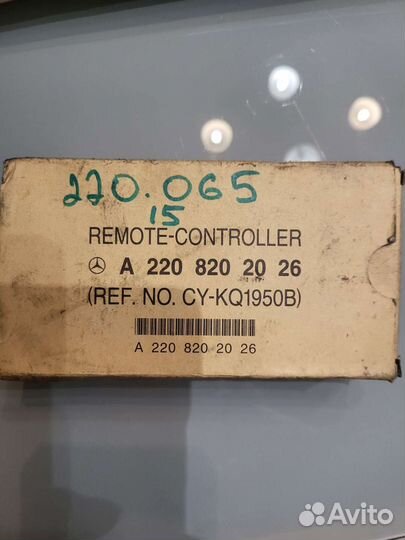 220.065
15
REMOTE-CONTROLLER
A 220 820 20 26
(REF. NO. CY-KQ1950B)
A 220 820 20 26
Avito